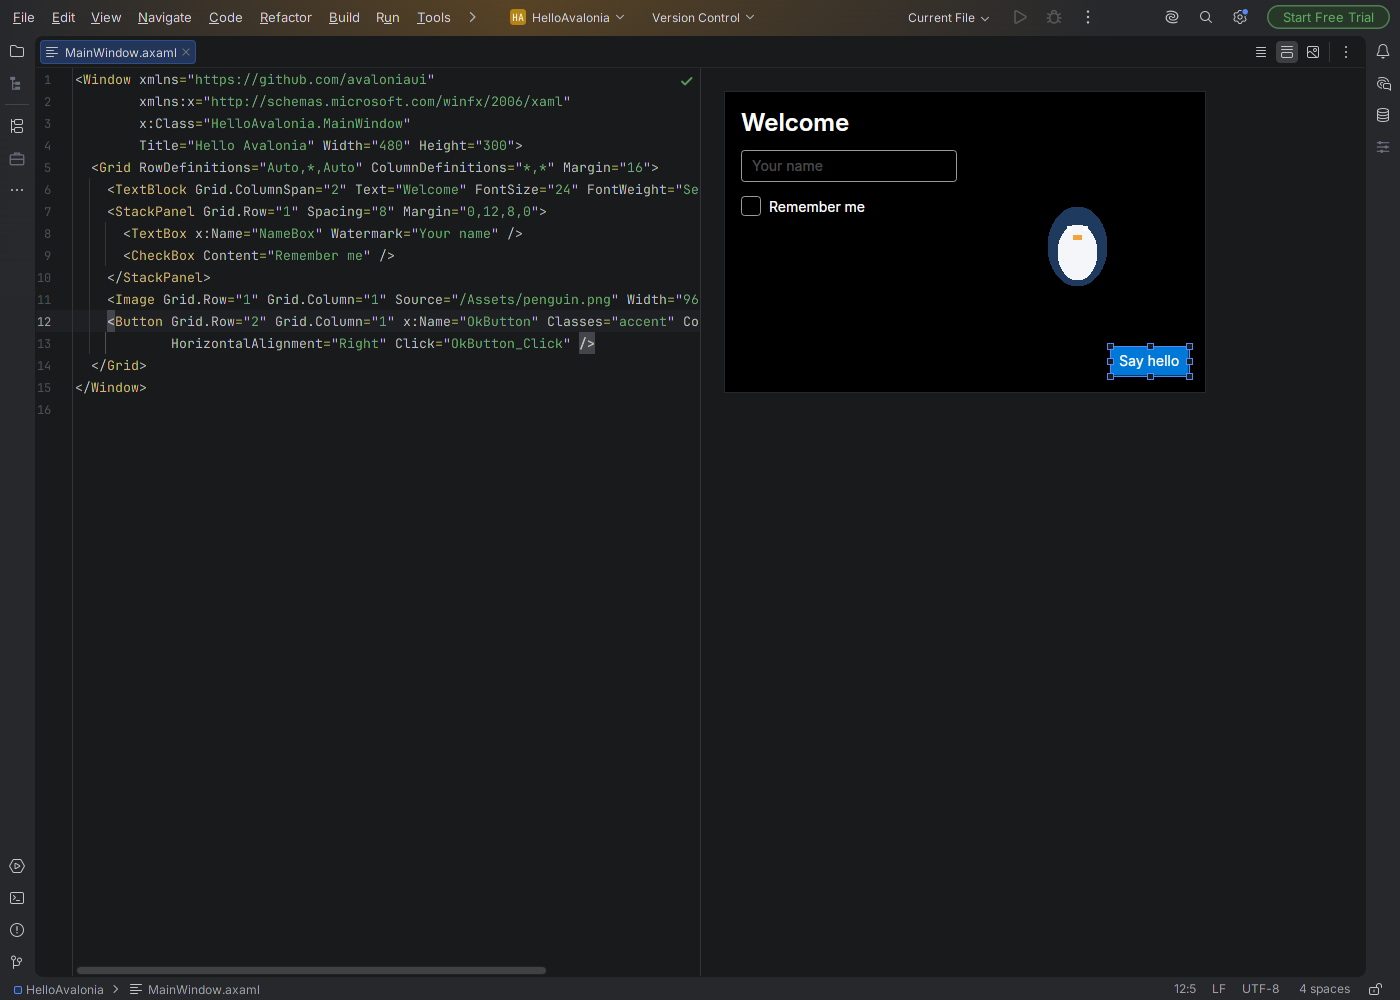 File Edit View Navigate Code Refactor Build Run Tools HA HelloAvalonia Version Control Current File Start Free Trial
MainWindow.axaml
1 <Window xmlns="https://github.com/avaloniaui"
2 xmlns:x="http://schemas.microsoft.com/winfx/2006/xaml"
3 x:Class="HelloAvalonia.MainWindow"
4 Title="Hello Avalonia" Width="480" Height="300">
5 <Grid RowDefinitions="Auto,*,Auto" ColumnDefinitions="*,*" Margin="16">
6 <TextBlock Grid.ColumnSpan="2" Text="Welcome" FontSize="24" FontWeight="Se
7 <StackPanel Grid.Row="1" Spacing="8" Margin="0,12,8,0">
8 <TextBox x:Name="NameBox" Watermark="Your name" />
9 <CheckBox Content="Remember me" />
10 </StackPanel>
11 <Image Grid.Row="1" Grid.Column="1" Source="/Assets/penguin.png" Width="96
12 <Button Grid.Row="2" Grid.Column="1" x:Name="OkButton" Classes="accent" Co
13 HorizontalAlignment="Right" Click="OkButton_Click" />
14 </Grid>
15 </Window>
16
Welcome
Your name
Remember me
Say hello
HelloAvalonia MainWindow.axaml 12:5 LF UTF-8 4 spaces